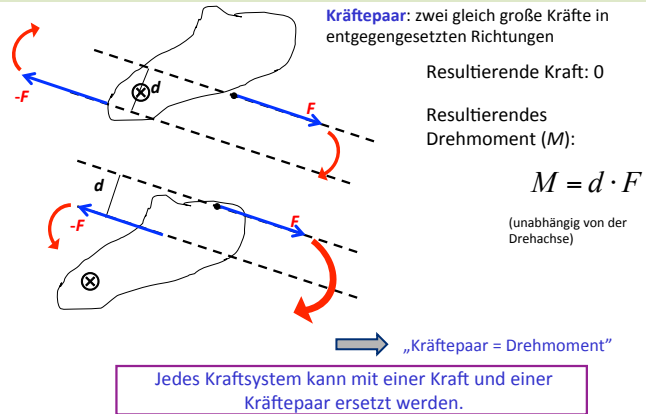 Kräftepaar: zwei gleich große Kräfte in
entgegengesetzten Richtungen
Resultierende Kraft: 0
Resultierendes
Drehmoment (M):
M = d · F
(unabhängig von der
Drehachse)
-F
d
F
d
-F
F
„Kräftepaar = Drehmoment"
Jedes Kraftsystem kann mit einer Kraft und einer
Kräftepaar ersetzt werden.